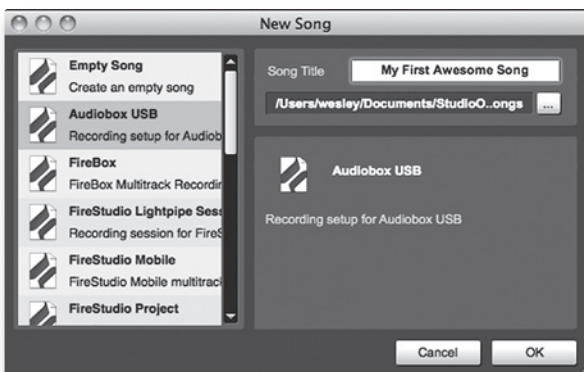 New Song
Empty Song
Create an empty song
Audiobox USB
Recording setup for Audiob
FireBox
FireBox Multitrack Recordin
FireStudio Lightpipe Sess
Recording session for FireS
FireStudio Mobile
FireStudio Mobile multitrack
FireStudio Project
Song Title
My First Awesome Song
/Users/wesley/Documents/StudioO..ongs
...
Audiobox USB
Recording setup for Audiobox USB
Cancel
OK